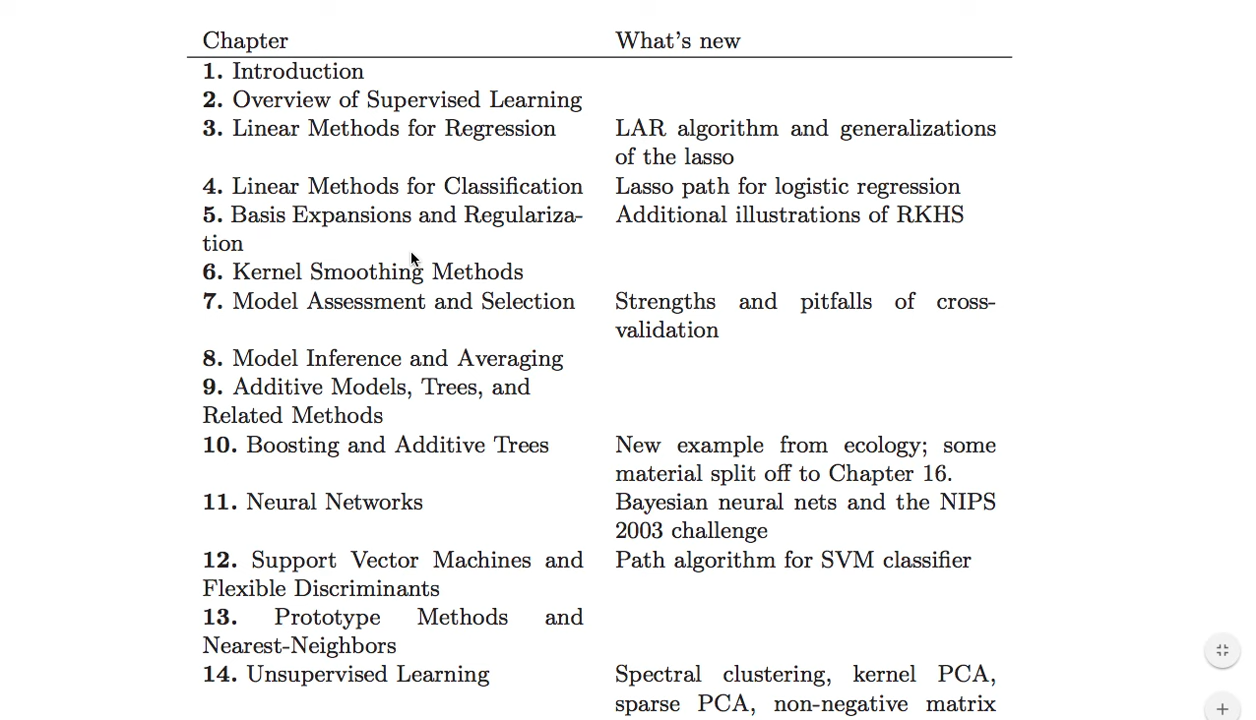 Chapter What's new
1. Introduction
2. Overview of Supervised Learning
3. Linear Methods for Regression LAR algorithm and generalizations
of the lasso
4. Linear Methods for Classification Lasso path for logistic regression
5. Basis Expansions and Regulariza- Additional illustrations of RKHS
tion
6. Kernel Smoothing Methods
7. Model Assessment and Selection Strengths and pitfalls of cross-
validation
8. Model Inference and Averaging
9. Additive Models, Trees, and
Related Methods
10. Boosting and Additive Trees New example from ecology; some
material split off to Chapter 16.
11. Neural Networks Bayesian neural nets and the NIPS
2003 challenge
12. Support Vector Machines and Path algorithm for SVM classifier
Flexible Discriminants
13. Prototype Methods and
Nearest-Neighbors
14. Unsupervised Learning Spectral clustering, kernel PCA,
sparse PCA, non-negative matrix